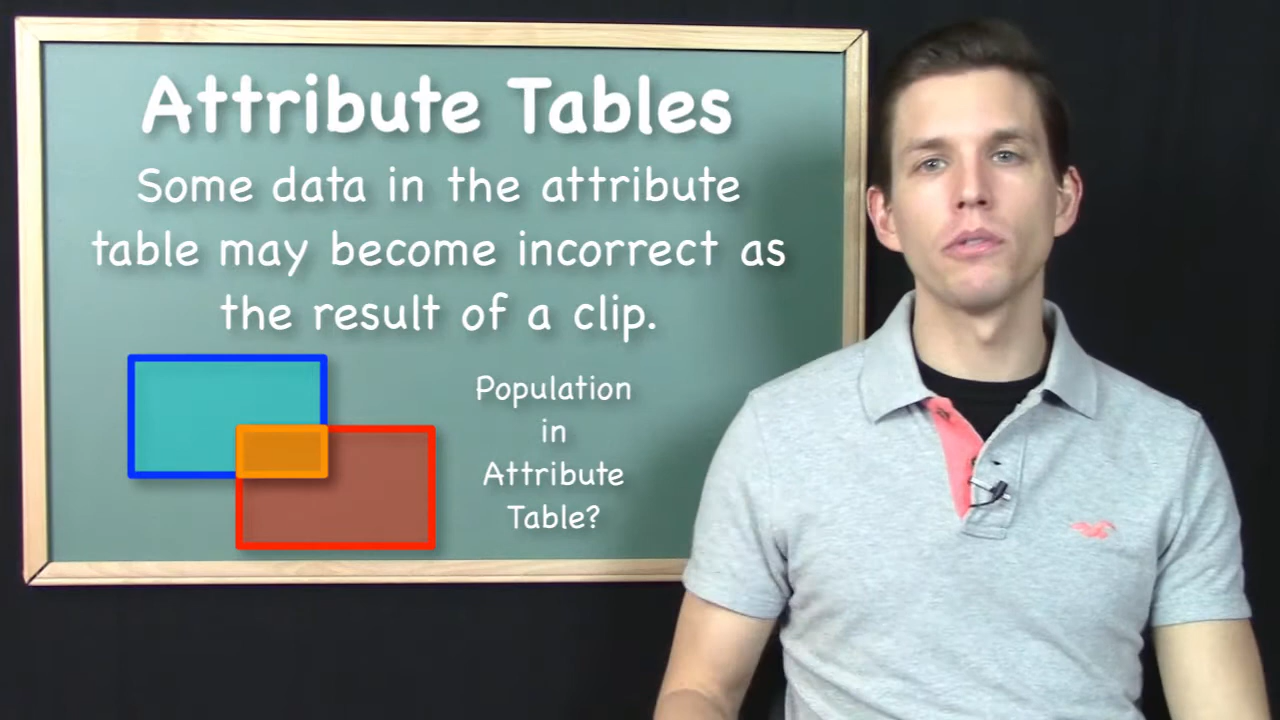 Attribute Tables
Some data in the attribute
table may become incorrect as
the result of a clip.
Population
in
Attribute
Table?